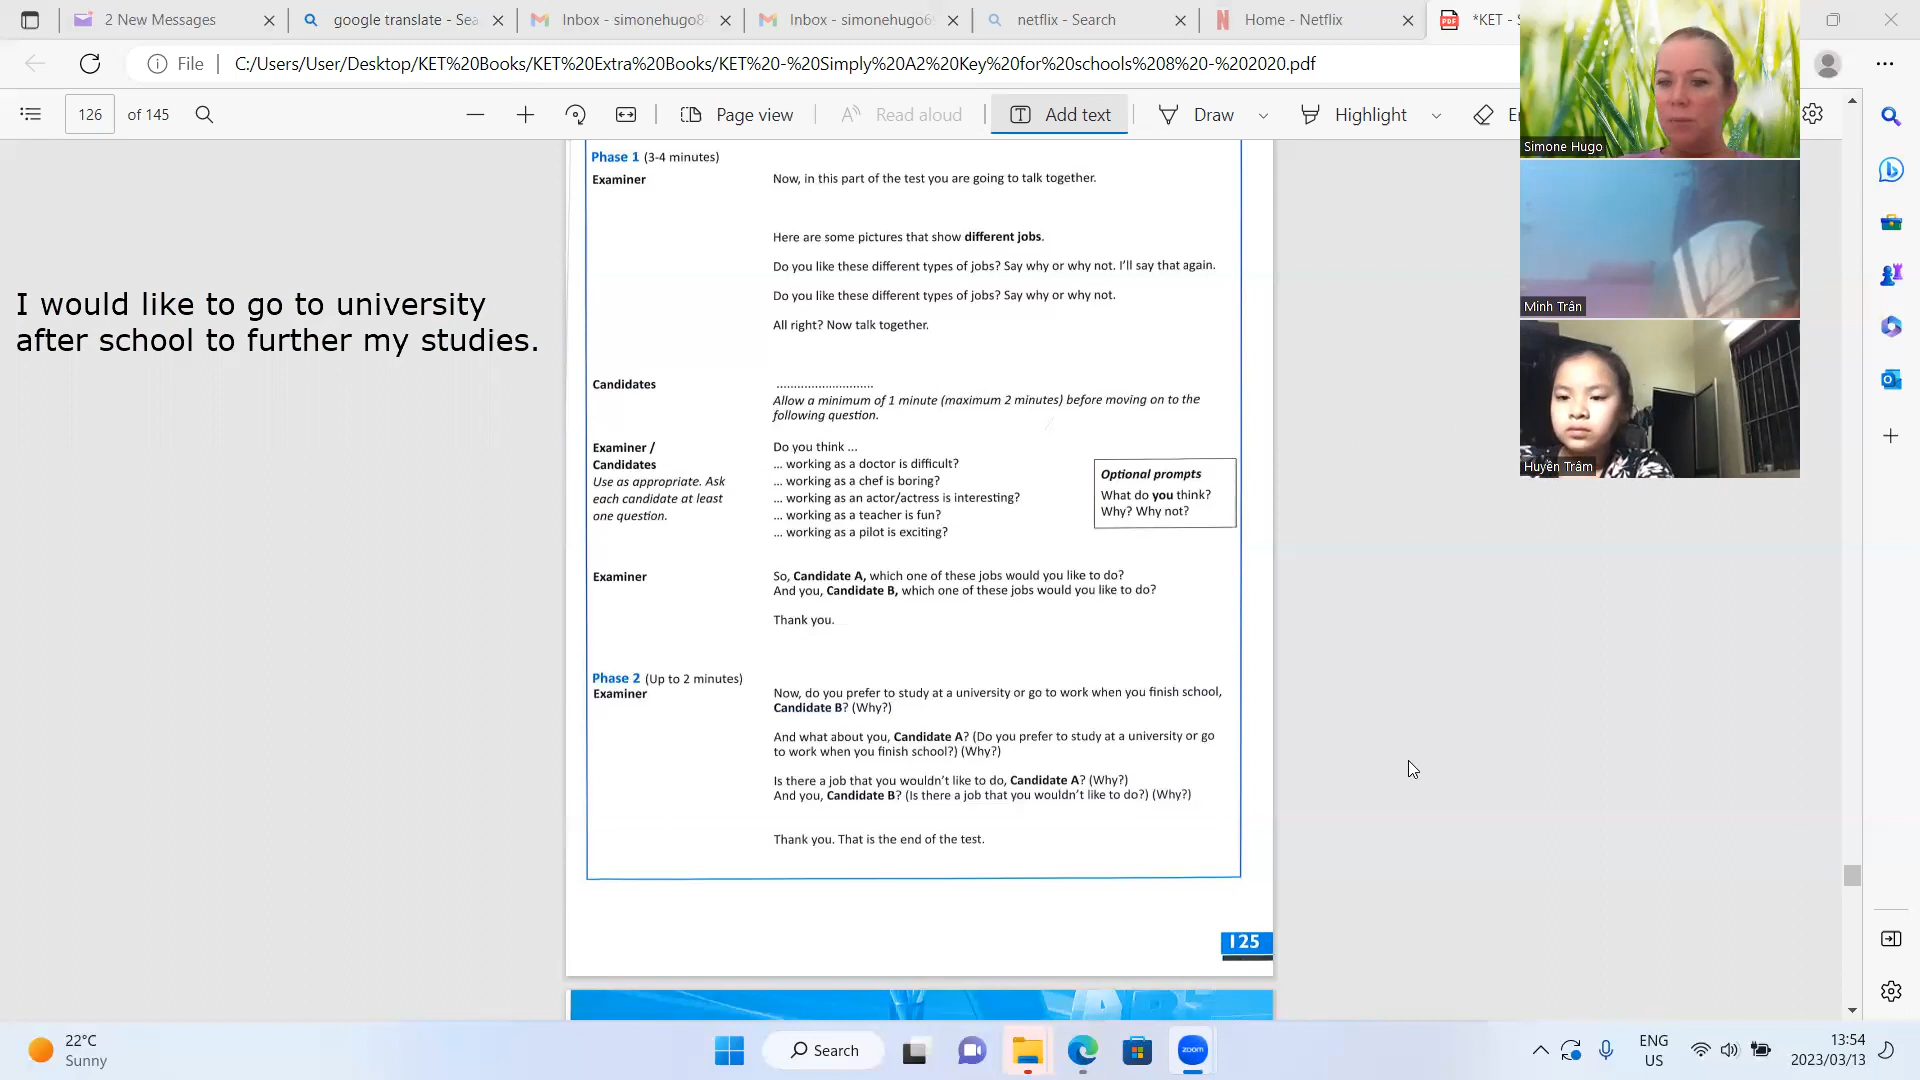 2 New Messages
google translate - Sea
Inbox - simonehugo8
Inbox - simonehugo6
netflix - Search
Home - Netflix
*KET - S
File
C:/Users/User/Desktop/KET%20Books/KET%20Extra%20Books/KET%20-%20Simply%20A2%20Key%20for%20schools%208%20-%202020.pdf
126 of 145
Page view
Read aloud
Add text
Draw
Highlight
Simone Hugo
Minh Trân
Huyền Trâm
I would like to go to university
after school to further my studies.
Phase 1 (3-4 minutes)
Examiner
Now, in this part of the test you are going to talk together.
Here are some pictures that show different jobs.
Do you like these different types of jobs? Say why or why not. I'll say that again.
Do you like these different types of jobs? Say why or why not.
All right? Now talk together.
Candidates
............................
Allow a minimum of 1 minute (maximum 2 minutes) before moving on to the
following question.
Examiner /
Candidates
Use as appropriate. Ask
each candidate at least
one question.
Do you think ...
... working as a doctor is difficult?
... working as a chef is boring?
... working as an actor/actress is interesting?
... working as a teacher is fun?
... working as a pilot is exciting?
Optional prompts
What do you think?
Why? Why not?
Examiner
So, Candidate A, which one of these jobs would you like to do?
And you, Candidate B, which one of these jobs would you like to do?
Thank you.
Phase 2 (Up to 2 minutes)
Examiner
Now, do you prefer to study at a university or go to work when you finish school,
Candidate B? (Why?)
And what about you, Candidate A? (Do you prefer to study at a university or go
to work when you finish school?) (Why?)
Is there a job that you wouldn't like to do, Candidate A? (Why?)
And you, Candidate B? (Is there a job that you wouldn't like to do?) (Why?)
Thank you. That is the end of the test.
125
22°C
Sunny
Search
zoom
ENG
US
13:54
2023/03/13